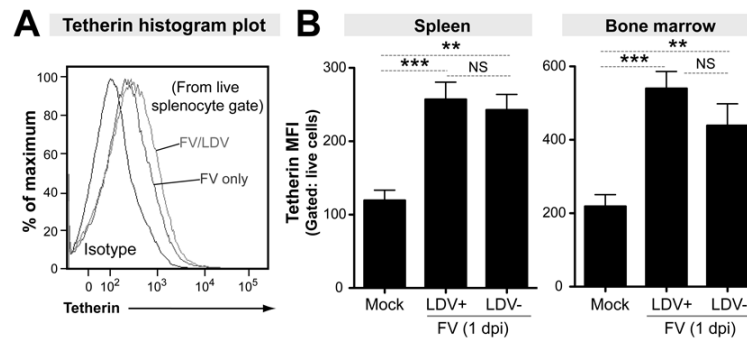 A Tetherin histogram plot
% of maximum
100
80
60
40
20
0
(From live
splenocyte gate)
FV/LDV
FV only
Isotype
0 10² 10³ 10⁴ 10⁵
Tetherin
B Spleen
Tetherin MFI
(Gated: live cells)
300
200
100
0
**
***
NS
Mock LDV+ LDV-
FV (1 dpi)
Bone marrow
600
400
200
0
**
***
NS
Mock LDV+ LDV-
FV (1 dpi)